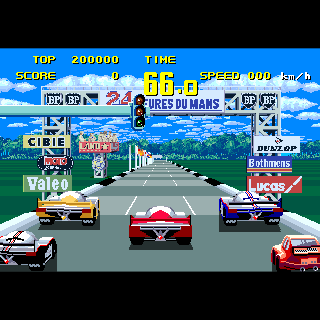 TOP 200000 TIME
SCORE 0 66.0 SPEED 000 km/h
BP BP 24 URES DU MANS BP BP
CIBIE
DUNLOP
Bothmens
Valeo
Lucas